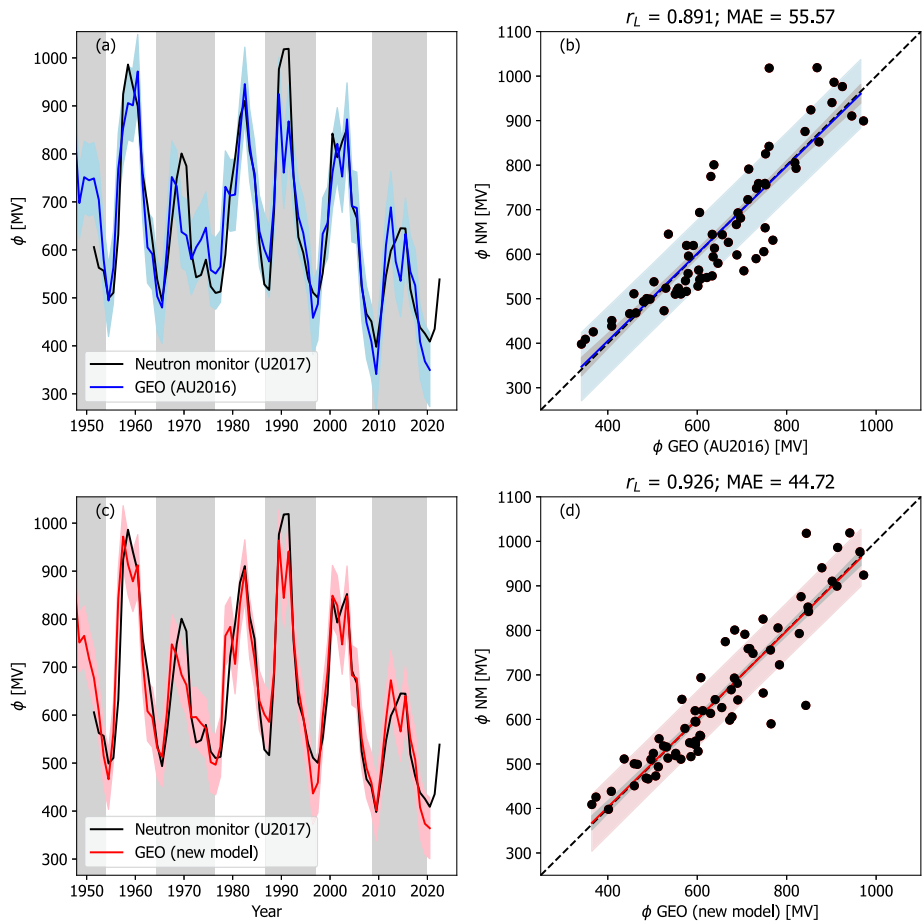 (a)
1000
900
800
700
600
500
400
300
ϕ [MV]
Neutron monitor (U2017)
GEO (AU2016)
1950 1960 1970 1980 1990 2000 2010 2020
r_L = 0.891; MAE = 55.57
(b)
1100
1000
900
800
700
600
500
400
300
ϕ NM [MV]
400 600 800 1000
ϕ GEO (AU2016) [MV]
(c)
1000
900
800
700
600
500
400
300
ϕ [MV]
Neutron monitor (U2017)
GEO (new model)
1950 1960 1970 1980 1990 2000 2010 2020
Year
r_L = 0.926; MAE = 44.72
(d)
1100
1000
900
800
700
600
500
400
300
ϕ NM [MV]
400 600 800 1000
ϕ GEO (new model) [MV]